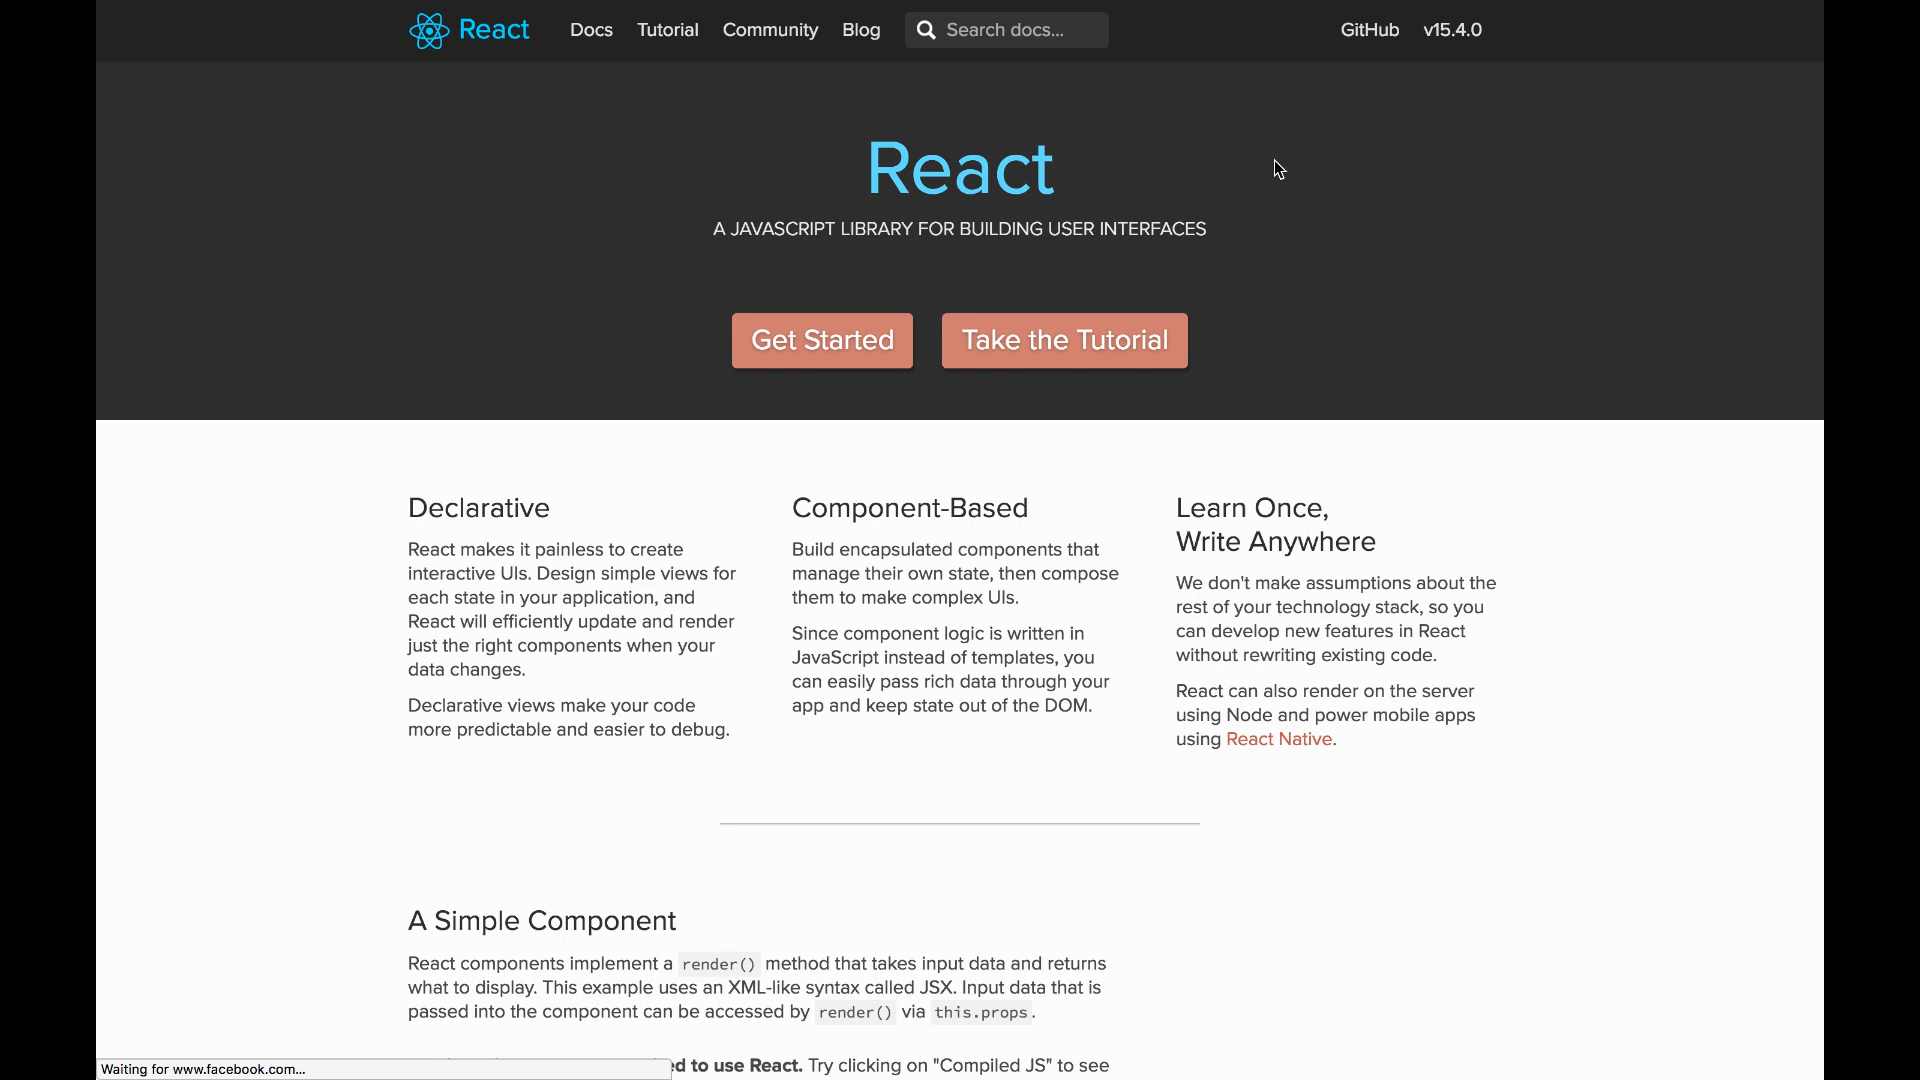 React Docs Tutorial Community Blog Search docs... GitHub v15.4.0
React
A JAVASCRIPT LIBRARY FOR BUILDING USER INTERFACES
Get Started Take the Tutorial
Declarative
React makes it painless to create
interactive UIs. Design simple views for
each state in your application, and
React will efficiently update and render
just the right components when your
data changes.
Declarative views make your code
more predictable and easier to debug.
Component-Based
Build encapsulated components that
manage their own state, then compose
them to make complex UIs.
Since component logic is written in
JavaScript instead of templates, you
can easily pass rich data through your
app and keep state out of the DOM.
Learn Once,
Write Anywhere
We don't make assumptions about the
rest of your technology stack, so you
can develop new features in React
without rewriting existing code.
React can also render on the server
using Node and power mobile apps
using React Native.
A Simple Component
React components implement a render() method that takes input data and returns
what to display. This example uses an XML-like syntax called JSX. Input data that is
passed into the component can be accessed by render() via this.props.
to use React. Try clicking on "Compiled JS" to see
Waiting for www.facebook.com...